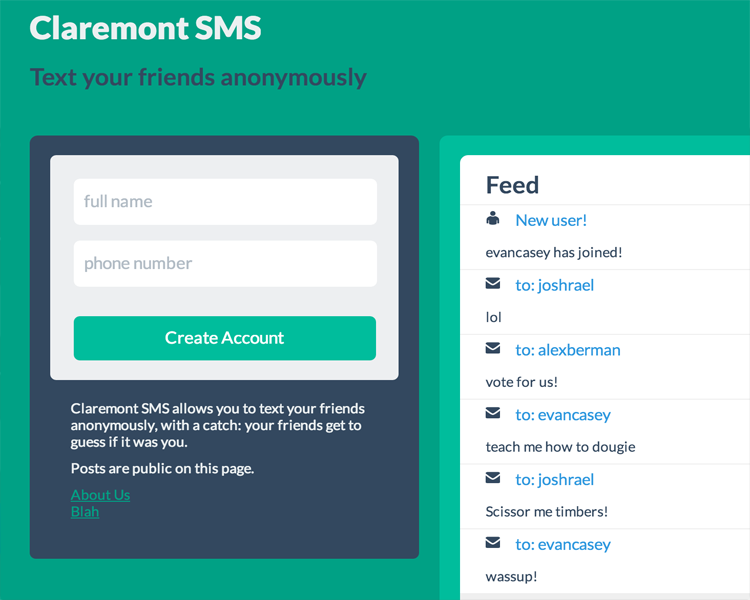 Claremont SMS
Text your friends anonymously
full name
phone number
Create Account
Claremont SMS allows you to text your friends
anonymously, with a catch: your friends get to
guess if it was you.
Posts are public on this page.
About Us
Blah
Feed
New user!
evancasey has joined!
to: joshrael
lol
to: alexberman
vote for us!
to: evancasey
teach me how to dougie
to: joshrael
Scissor me timbers!
to: evancasey
wassup!